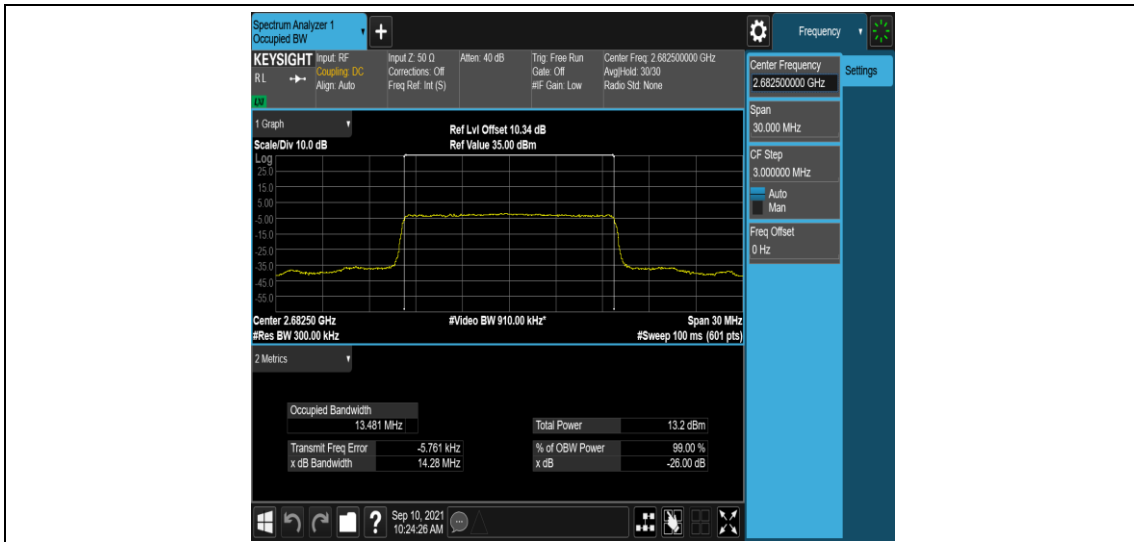 Spectrum Analyzer 1
Occupied BW
+
Frequency
KEYSIGHT
RL
LXI
Input: RF
Coupling: DC
Align: Auto
Input Z: 50 Ω
Corrections: Off
Freq Ref: Int (S)
Atten: 40 dB
Trig: Free Run
Gate: Off
#IF Gain: Low
Center Freq: 2.682500000 GHz
Avg|Hold: 30/30
Radio Std: None
1 Graph
Scale/Div 10.0 dB
Ref Lvl Offset 10.34 dB
Ref Value 35.00 dBm
Log
25.0
15.0
5.00
-5.00
-15.0
-25.0
-35.0
-45.0
-55.0
Center 2.68250 GHz
#Res BW 300.00 kHz
#Video BW 910.00 kHz*
Span 30 MHz
#Sweep 100 ms (601 pts)
2 Metrics
Occupied Bandwidth
13.481 MHz
Total Power 13.2 dBm
Transmit Freq Error -5.761 kHz
% of OBW Power 99.00 %
x dB Bandwidth 14.28 MHz
x dB -26.00 dB
?
Sep 10, 2021
10:24:26 AM
Center Frequency
2.682500000 GHz
Settings
Span
30.000 MHz
CF Step
3.000000 MHz
Auto
Man
Freq Offset
0 Hz